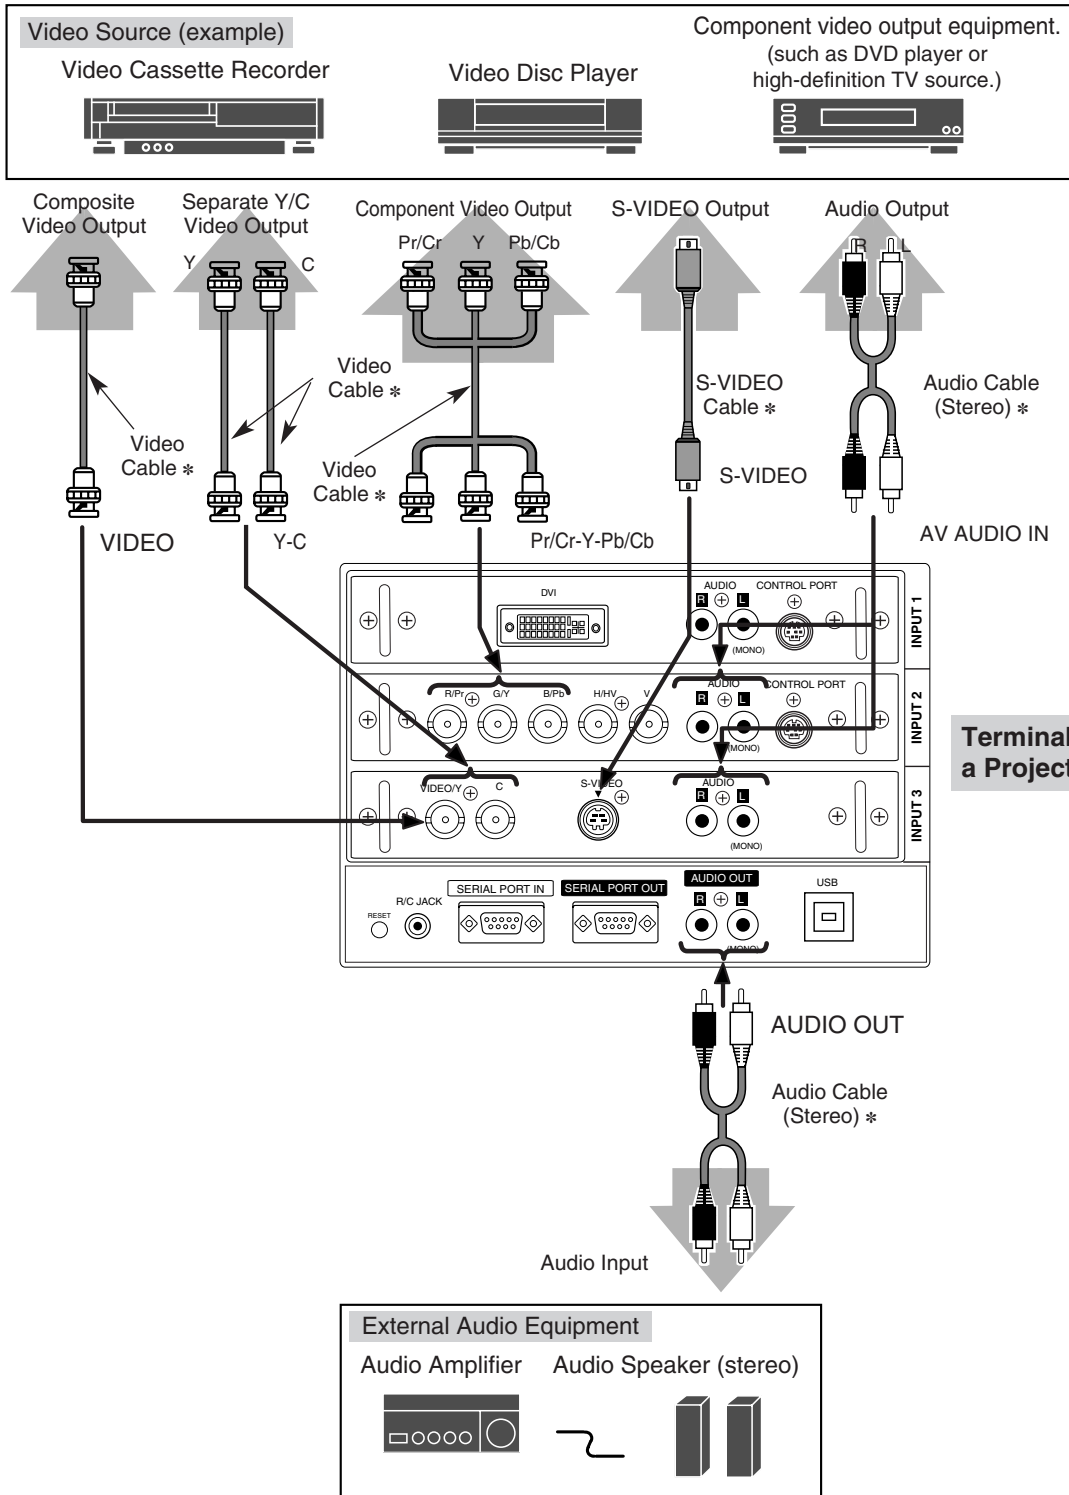 Video Source (example)
Component video output equipment.
(such as DVD player or
high-definition TV source.)
Video Cassette Recorder
Video Disc Player
Composite
Video Output
Separate Y/C
Video Output
Component Video Output
S-VIDEO Output
Audio Output
Y
C
Pr/Cr
Y
Pb/Cb
R
L
Video
Cable *
Video
Cable *
Video
Cable *
S-VIDEO
Cable *
Audio Cable
(Stereo) *
S-VIDEO
VIDEO
Y-C
Pr/Cr-Y-Pb/Cb
AV AUDIO IN
DVI
AUDIO
R
L
(MONO)
CONTROL PORT
INPUT 1
R/Pr
G/Y
B/Pb
H/HV
V
AUDIO
R
L
(MONO)
CONTROL PORT
INPUT 2
Terminal
a Project
VIDEO/Y
C
S-VIDEO
AUDIO
R
L
(MONO)
INPUT 3
RESET
R/C JACK
SERIAL PORT IN
SERIAL PORT OUT
AUDIO OUT
R
L
(MONO)
USB
AUDIO OUT
Audio Cable
(Stereo) *
Audio Input
External Audio Equipment
Audio Amplifier
Audio Speaker (stereo)